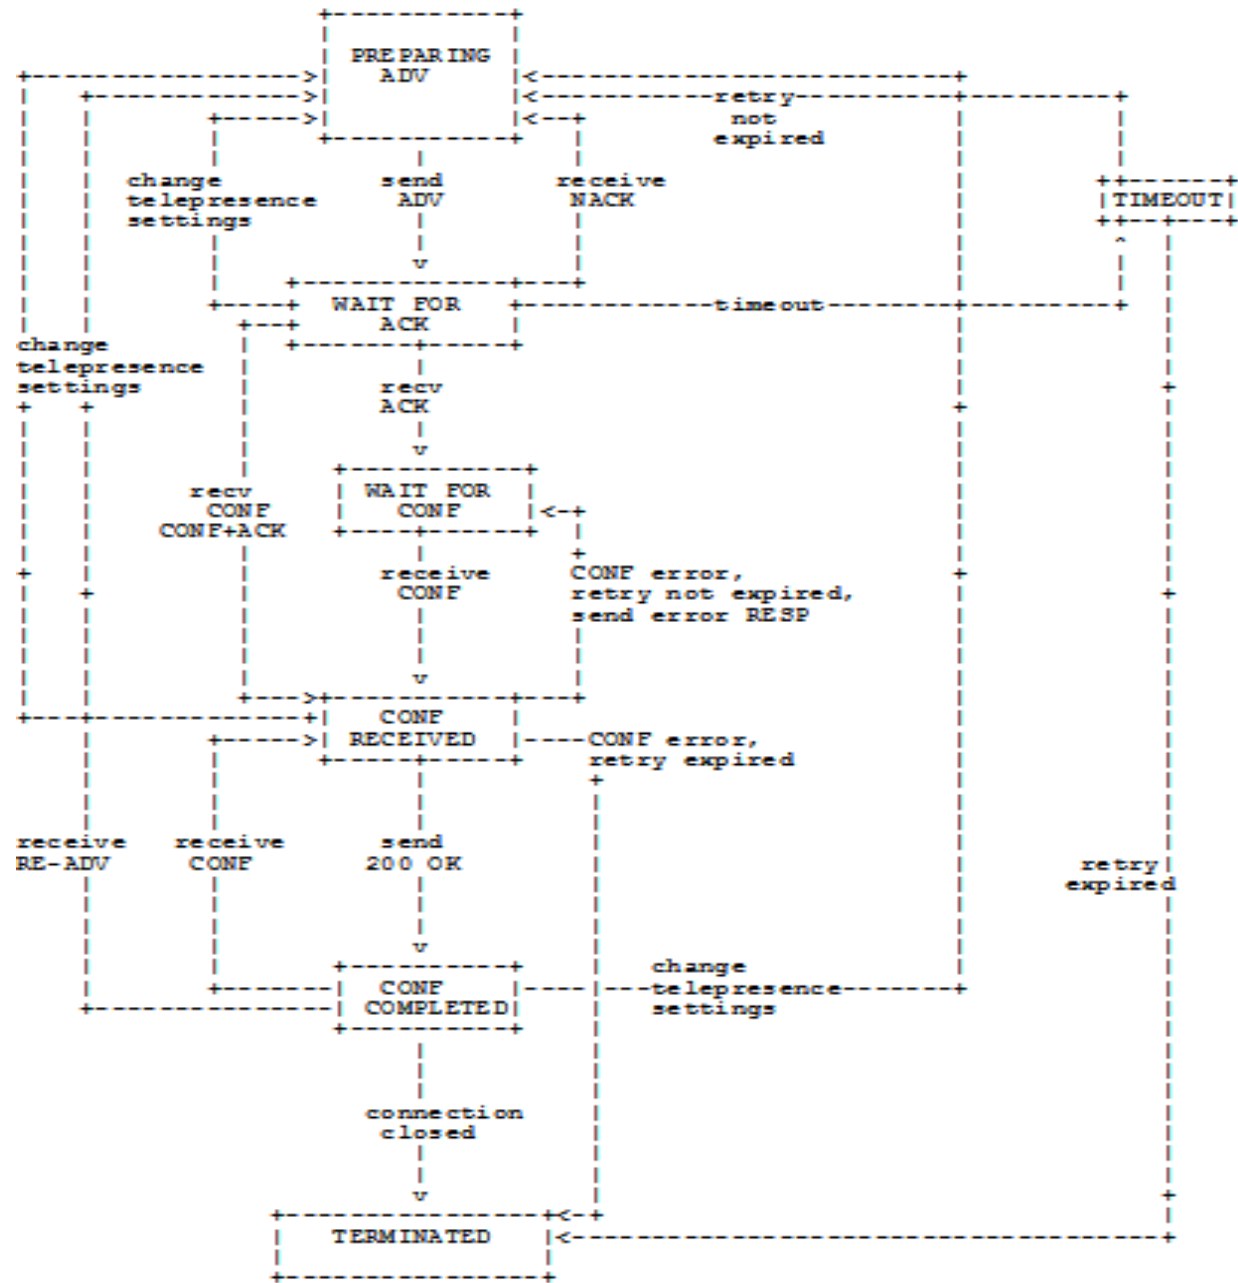 PREPARING
ADV
retry
not
expired
change
telepresence
settings
send
ADV
receive
NACK
TIMEOUT
WAIT FOR
ACK
timeout
change
telepresence
settings
recv
ACK
recv
CONF
CONF+ACK
WAIT FOR
CONF
receive
CONF
CONF error,
retry not expired,
send error RESP
CONF
RECEIVED
CONF error,
retry expired
receive
RE-ADV
receive
CONF
send
200 OK
retry
expired
CONF
COMPLETED
change
telepresence
settings
connection
closed
TERMINATED